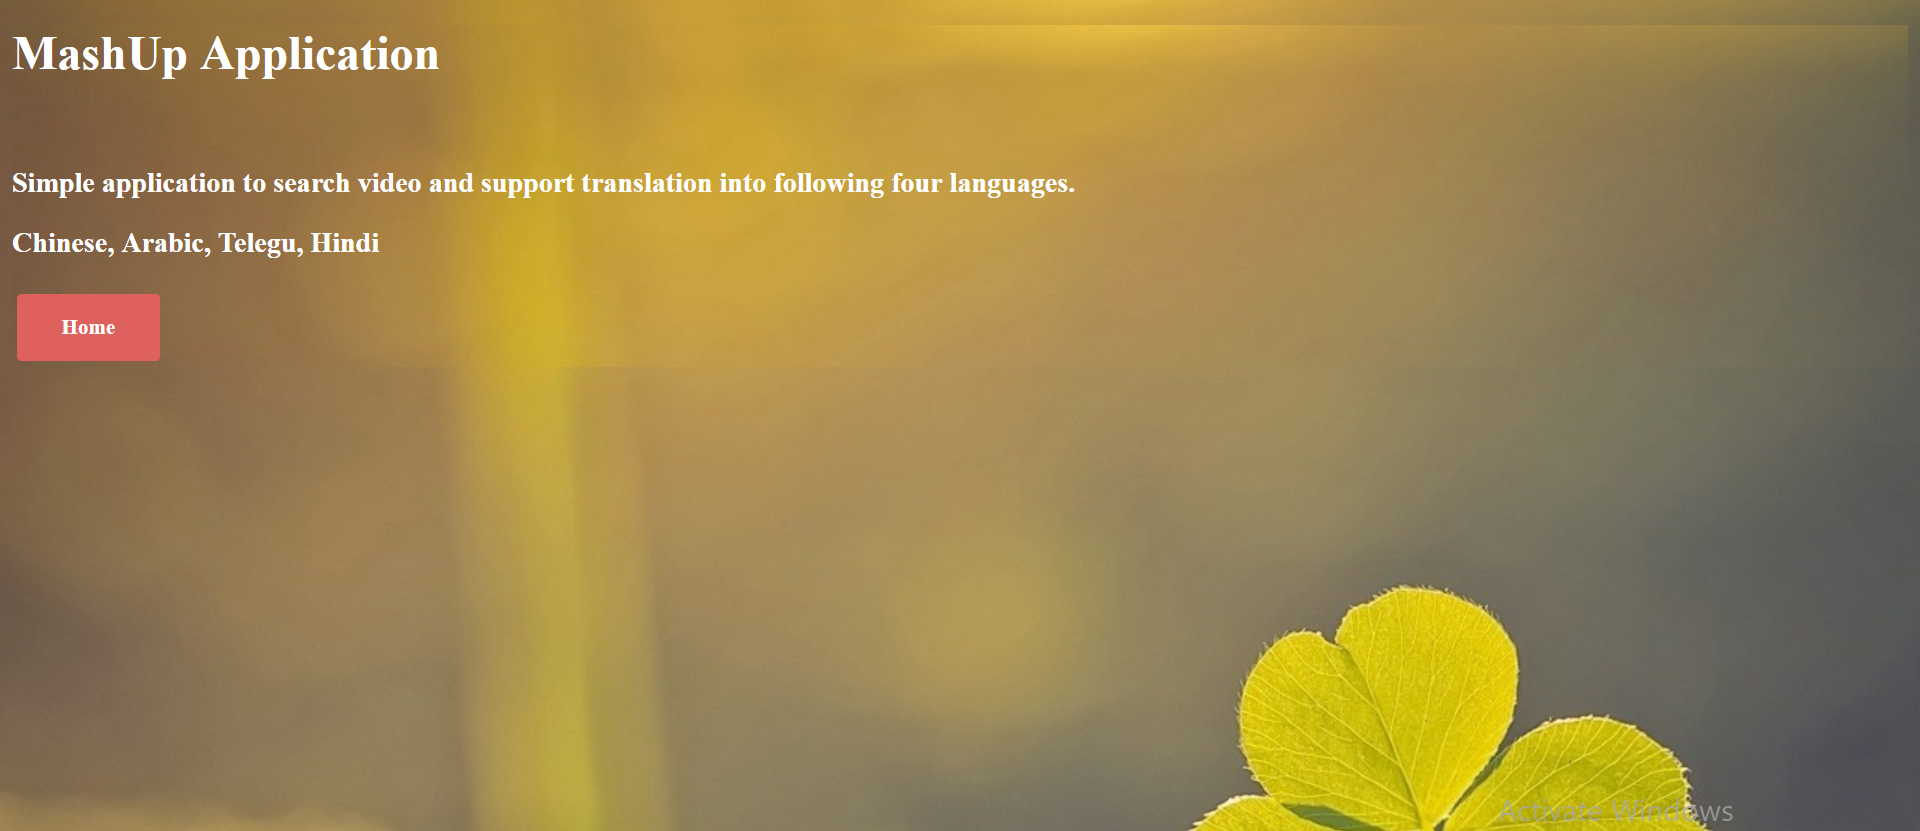 MashUp Application
Simple application to search video and support translation into following four languages.
Chinese, Arabic, Telegu, Hindi
Home
Activate Windows